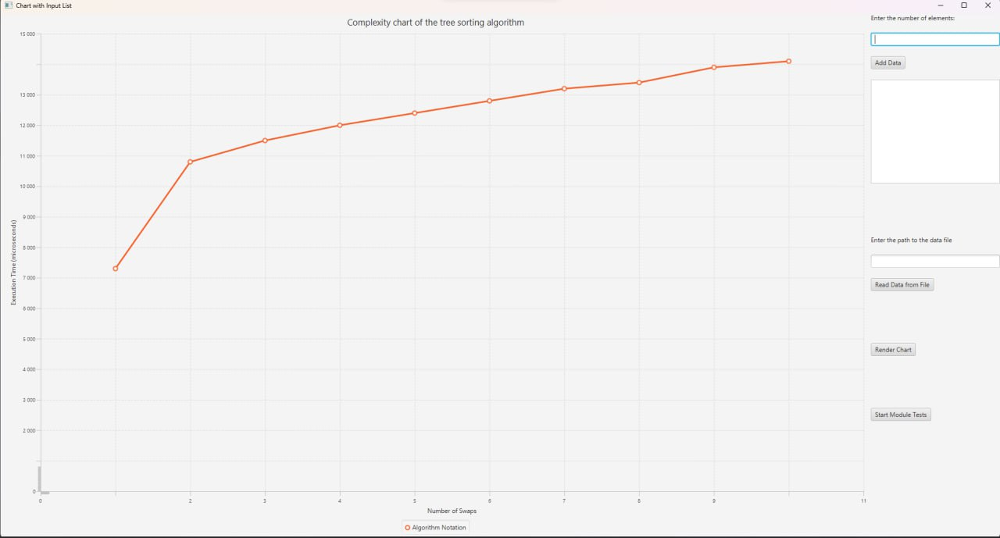 Chart with Input List
Complexity chart of the tree sorting algorithm
Enter the number of elements:
Add Data
15 000
13 000
12 000
11 000
10 000
9 000
8 000
7 000
6 000
5 000
4 000
3 000
2 000
0
Execution Time (microseconds)
0 2 3 4 5 6 7 8 9 11
Number of Swaps
Algorithm Notation
Enter the path to the data file
Read Data from File
Render Chart
Start Module Tests